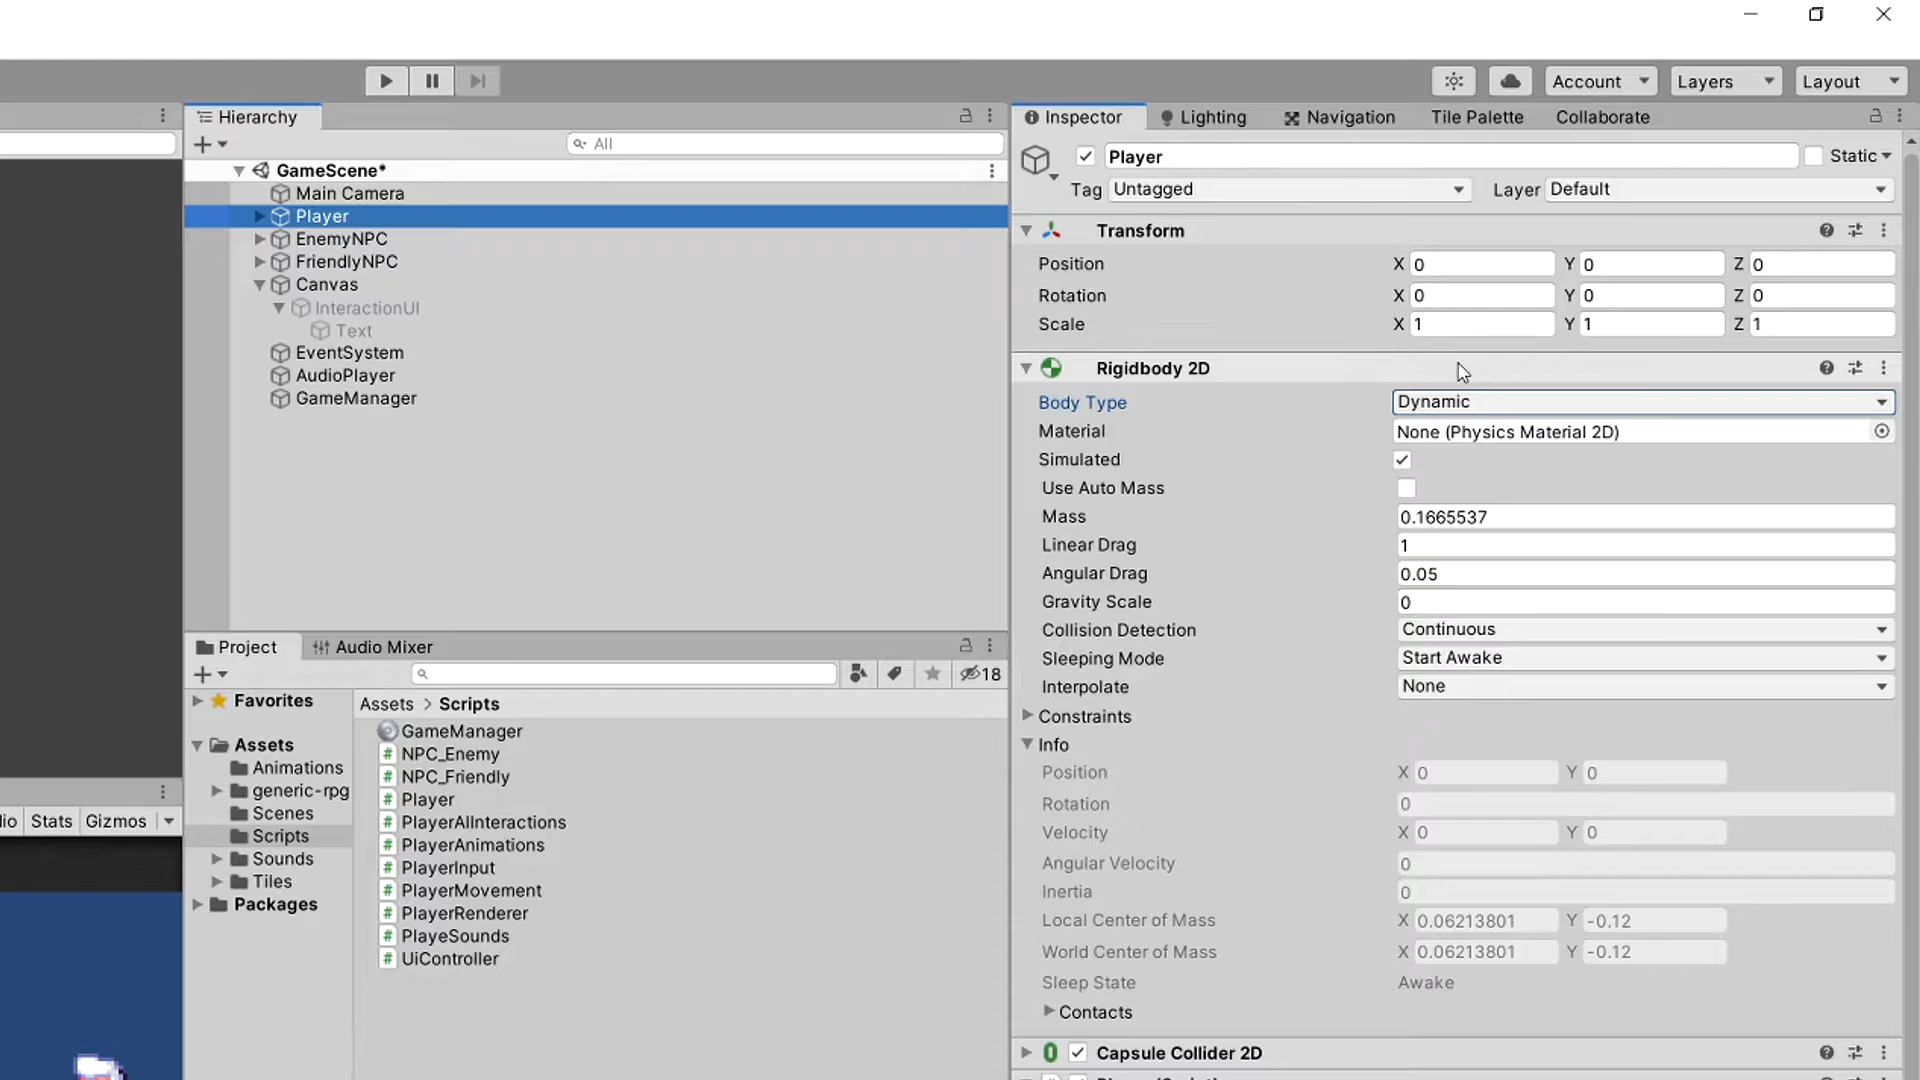 Account
Layers
Layout
Hierarchy
All
GameScene*
Main Camera
Player
EnemyNPC
FriendlyNPC
Canvas
InteractionUI
Text
EventSystem
AudioPlayer
GameManager
Project
Audio Mixer
18
Favorites
Assets
Animations
generic-rpg
Scenes
Scripts
Sounds
Tiles
Packages
Assets > Scripts
GameManager
NPC_Enemy
NPC_Friendly
Player
PlayerAIInteractions
PlayerAnimations
PlayerInput
PlayerMovement
PlayerRenderer
PlayeSounds
UiController
Stats
Gizmos
Inspector
Lighting
Navigation
Tile Palette
Collaborate
Player
Static
Tag Untagged
Layer Default
Transform
Position X 0 Y 0 Z 0
Rotation X 0 Y 0 Z 0
Scale X 1 Y 1 Z 1
Rigidbody 2D
Body Type Dynamic
Material None (Physics Material 2D)
Simulated
Use Auto Mass
Mass 0.1665537
Linear Drag 1
Angular Drag 0.05
Gravity Scale 0
Collision Detection Continuous
Sleeping Mode Start Awake
Interpolate None
Constraints
Info
Position X 0 Y 0
Rotation 0
Velocity X 0 Y 0
Angular Velocity 0
Inertia 0
Local Center of Mass X 0.06213801 Y -0.12
World Center of Mass X 0.06213801 Y -0.12
Sleep State Awake
Contacts
Capsule Collider 2D